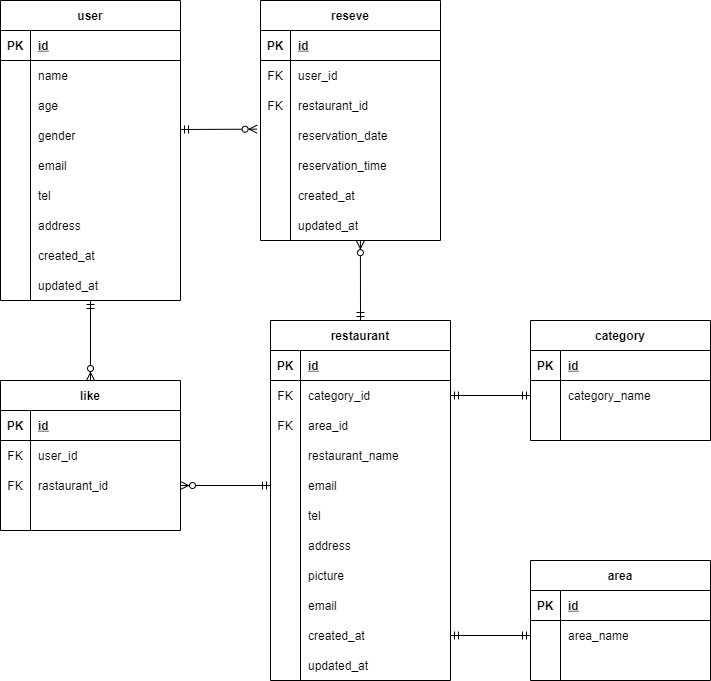 user
PK id
name
age
gender
email
tel
address
created_at
updated_at
reseve
PK id
FK user_id
FK restaurant_id
reservation_date
reservation_time
created_at
updated_at
like
PK id
FK user_id
FK rastaurant_id
restaurant
PK id
FK category_id
FK area_id
restaurant_name
email
tel
address
picture
email
created_at
updated_at
category
PK id
category_name
area
PK id
area_name